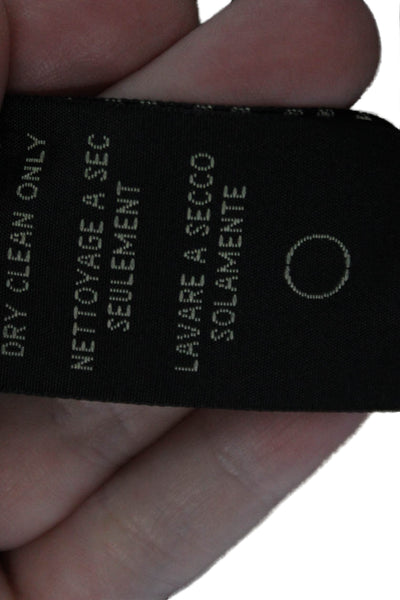 DRY CLEAN ONLY
NETTOYAGE A SEC
SEULEMENT
LAVARE A SECCO
SOLAMENTE